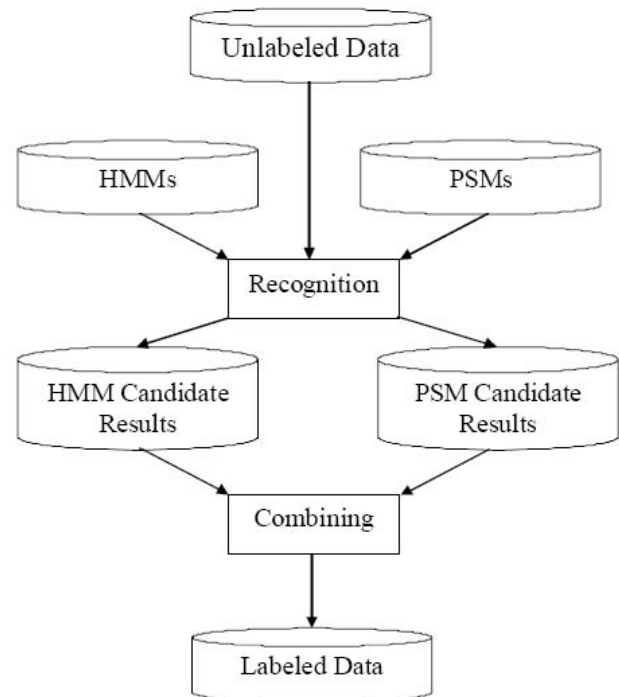 Unlabeled Data
HMMs
PSMs
Recognition
HMM Candidate
Results
PSM Candidate
Results
Combining
Labeled Data